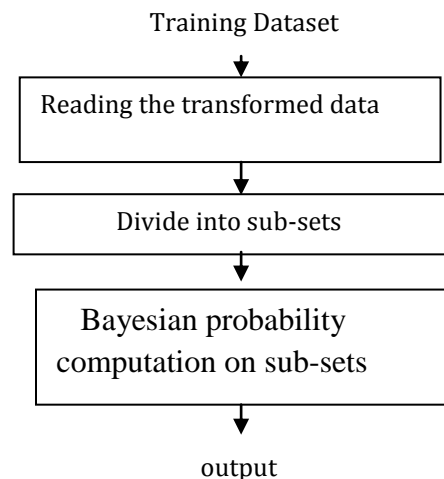 Training Dataset
Reading the transformed data
Divide into sub-sets
Bayesian probability
computation on sub-sets
output